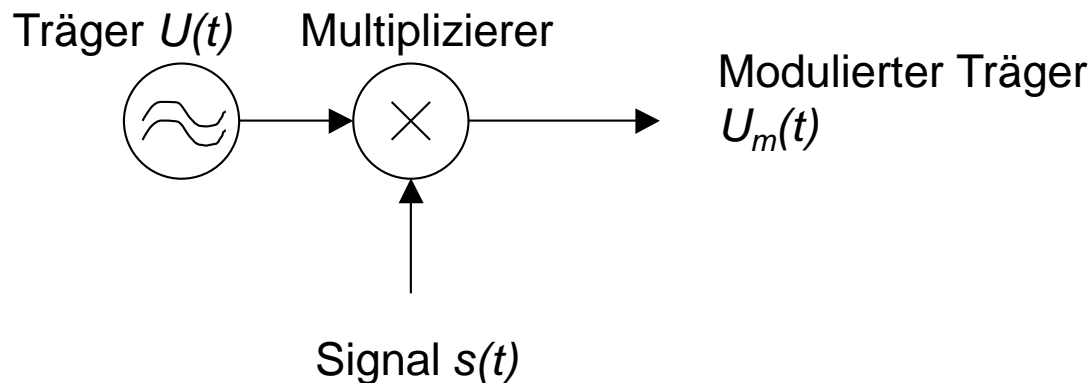 Träger U(t) Multiplizierer
Modulierter Träger
U_m(t)
Signal s(t)